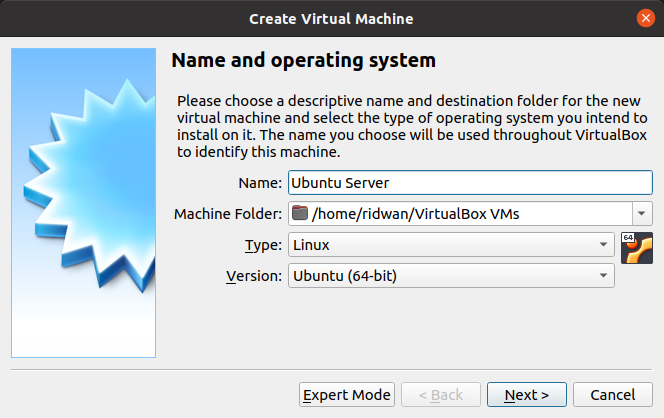 Create Virtual Machine
Name and operating system
Please choose a descriptive name and destination folder for the new
virtual machine and select the type of operating system you intend to
install on it. The name you choose will be used throughout VirtualBox
to identify this machine.
Name: Ubuntu Server
Machine Folder: /home/ridwan/VirtualBox VMs
Type: Linux
64
Version: Ubuntu (64-bit)
Expert Mode < Back Next > Cancel